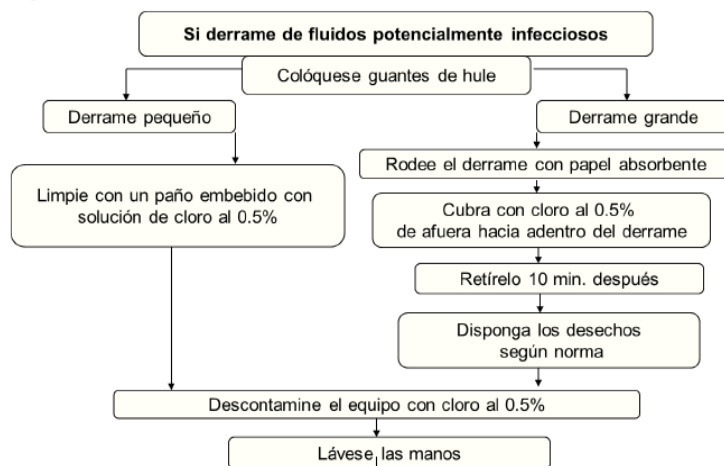 Si derrame de fluidos potencialmente infecciosos
Colóquese guantes de hule
Derrame pequeño
Derrame grande
Limpie con un paño embebido con
solución de cloro al 0.5%
Rodee el derrame con papel absorbente
Cubra con cloro al 0.5%
de afuera hacia adentro del derrame
Retírelo 10 min. después
Disponga los desechos
según norma
Descontamine el equipo con cloro al 0.5%
Lávese las manos